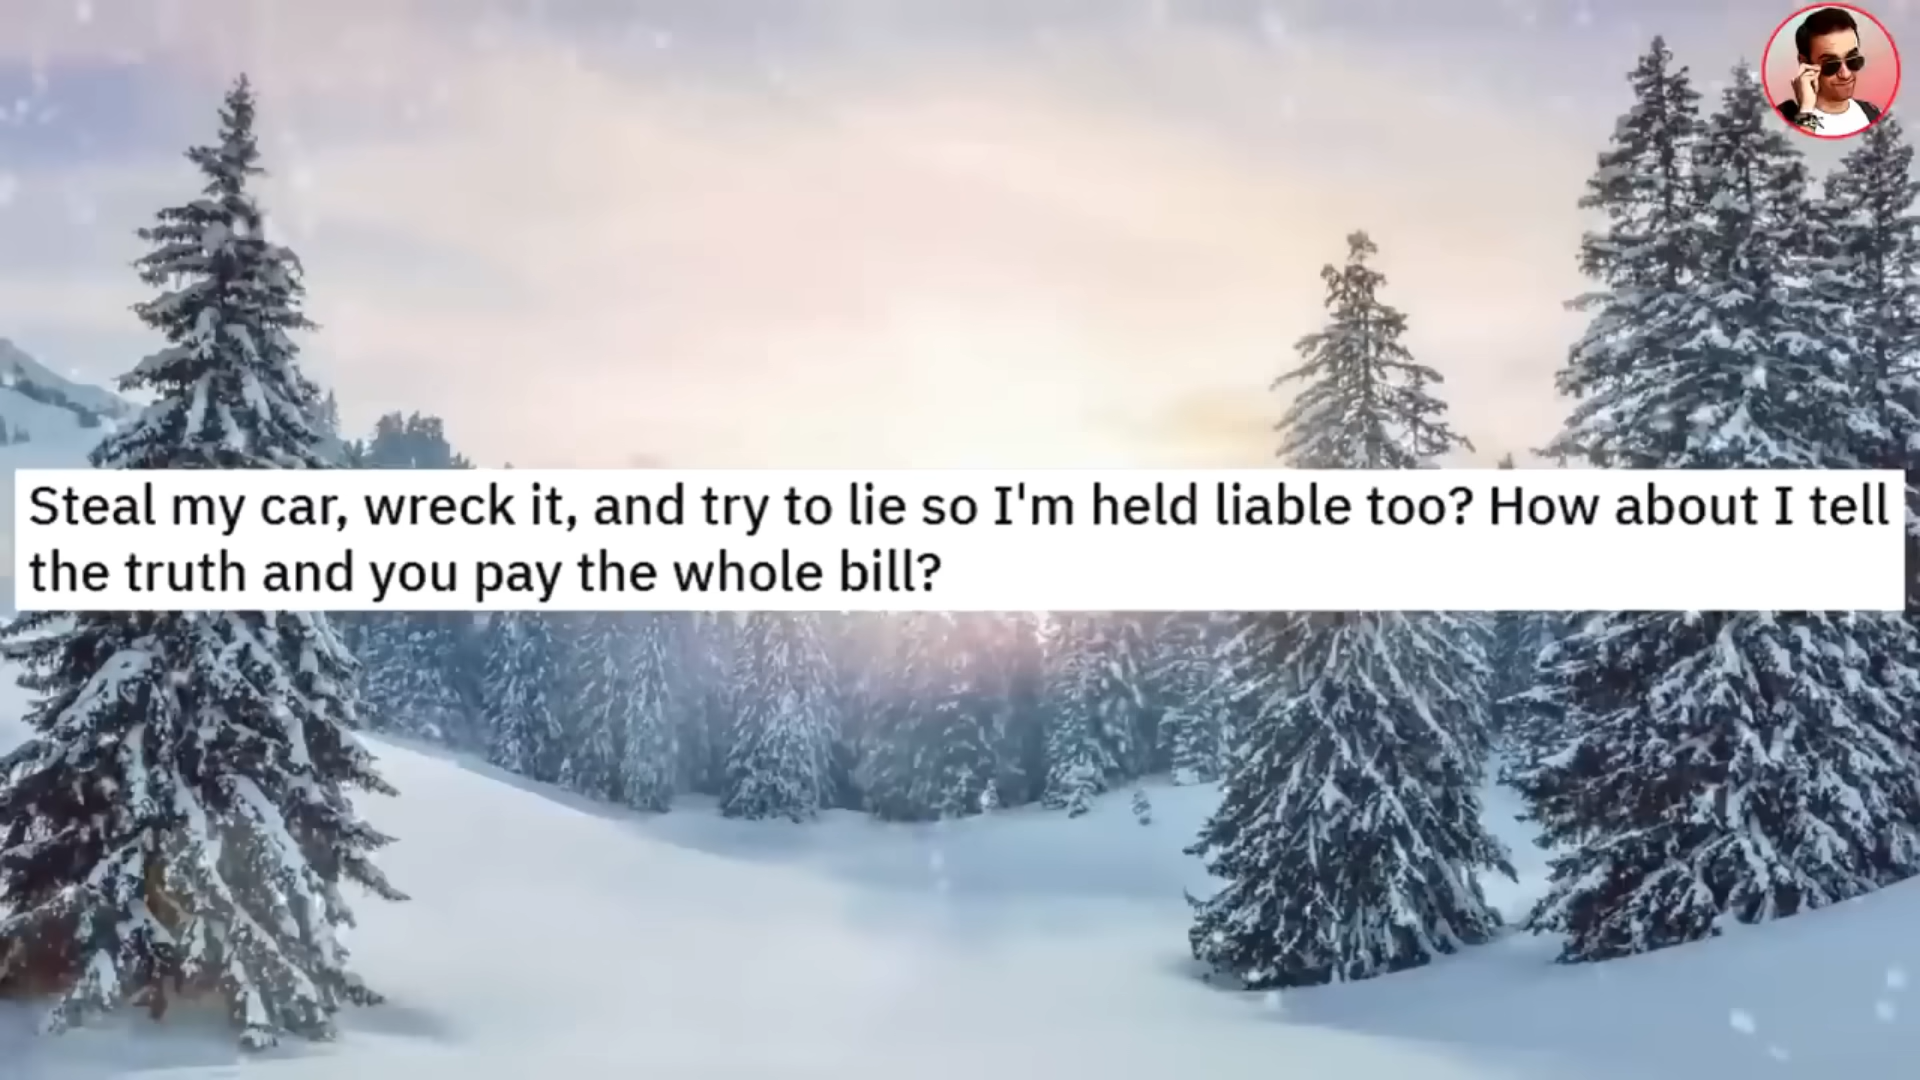 Steal my car, wreck it, and try to lie so I'm held liable too? How about I tell
the truth and you pay the whole bill?